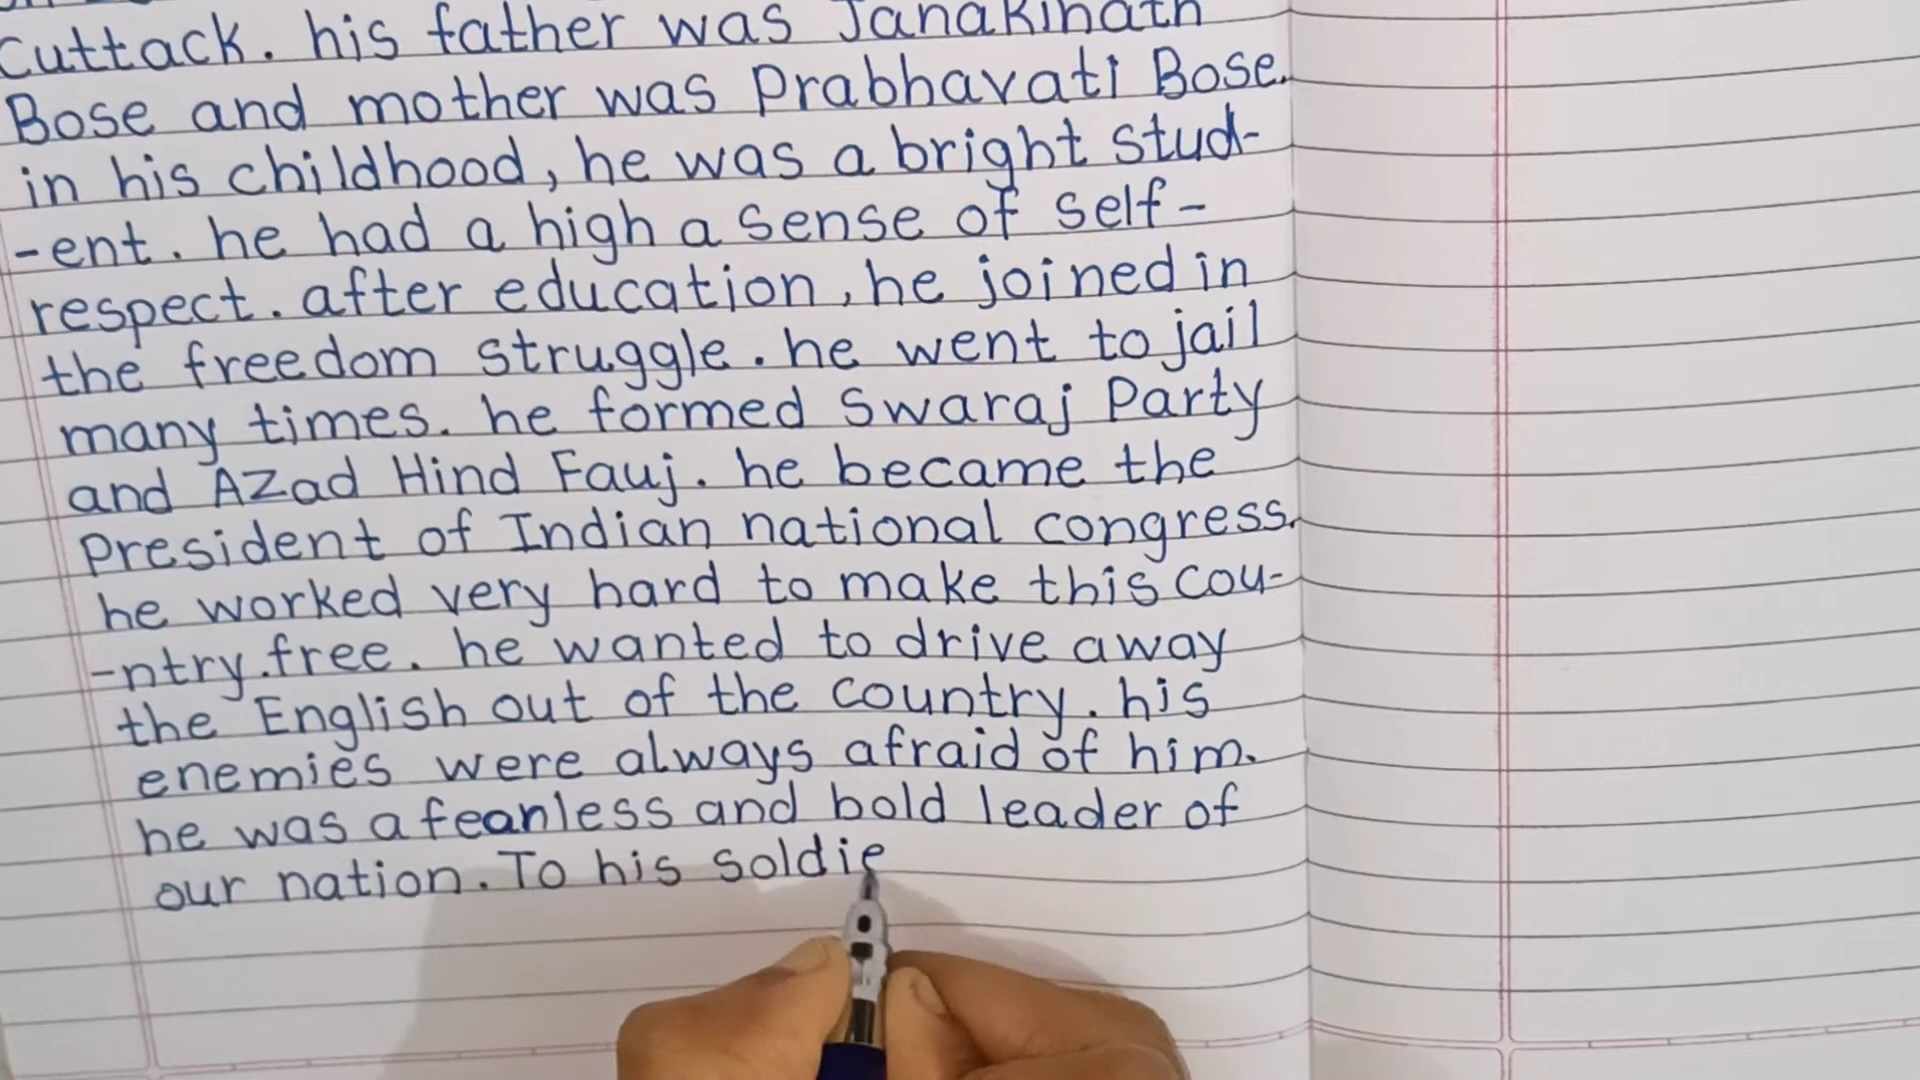 Cuttack. his father was Janakinath
Bose and mother was Prabhavati Bose.
in his childhood, he was a bright stud-
-ent. he had a high a sense of self-
respect. after education, he joined in
the freedom struggle. he went to jail
many times. he formed Swaraj Party
and Azad Hind Fauj. he became the
President of Indian national congress.
he worked very hard to make this cou-
-ntry.free. he wanted to drive away
the English out of the country. his
enemies were always afraid of him.
he was a feanless and bold leader of
our nation. To his soldie